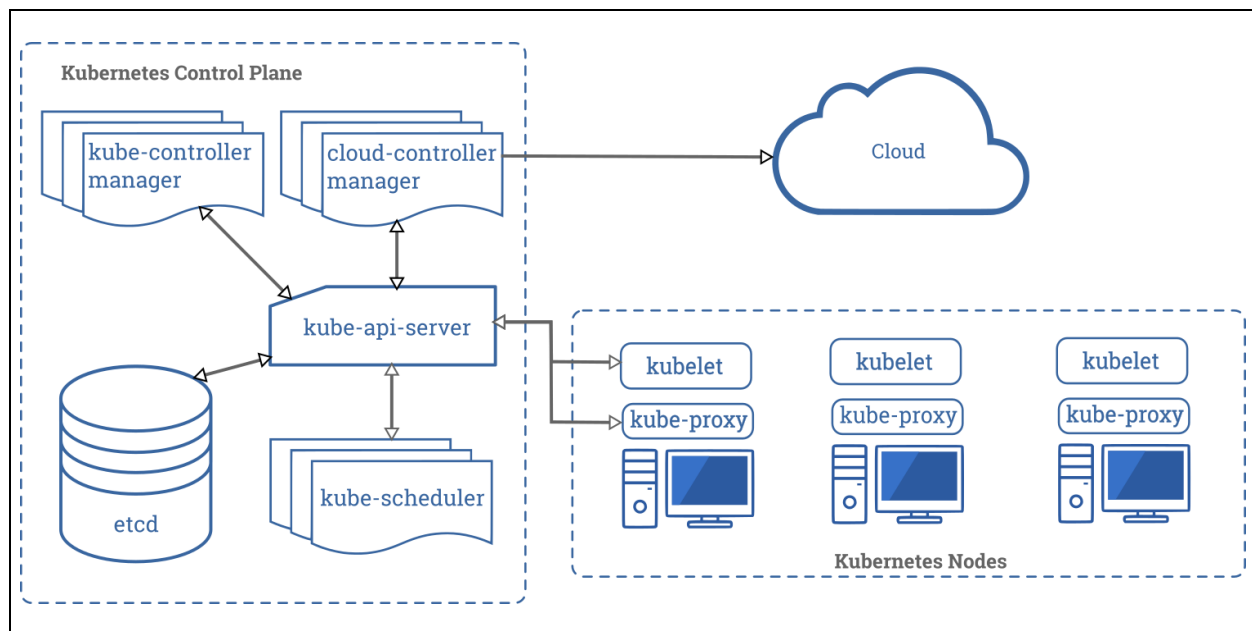 Kubernetes Control Plane
kube-controller
manager
cloud-controller
manager
Cloud
kube-api-server
etcd
kube-scheduler
kubelet
kubelet
kubelet
kube-proxy
kube-proxy
kube-proxy
Kubernetes Nodes